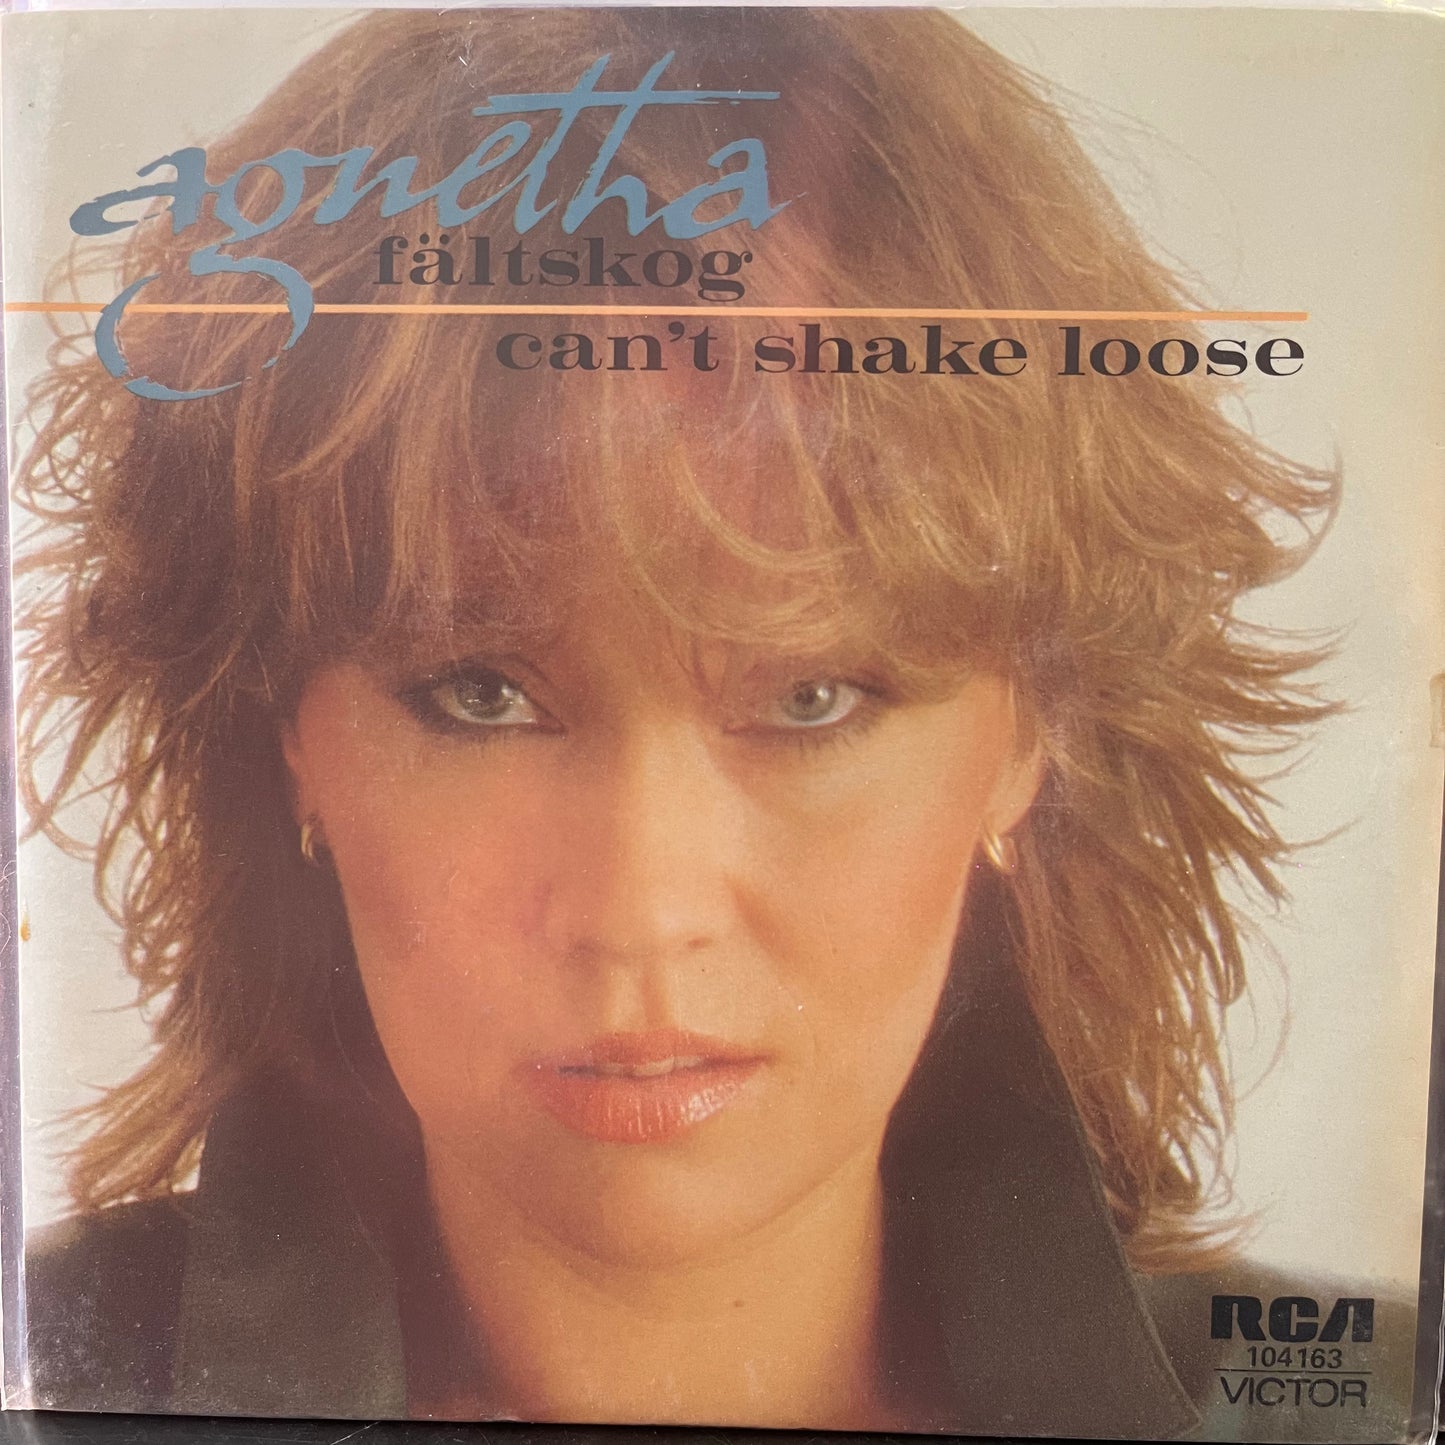 agnetha
fältskog
can't shake loose
RCA
104163
VICTOR